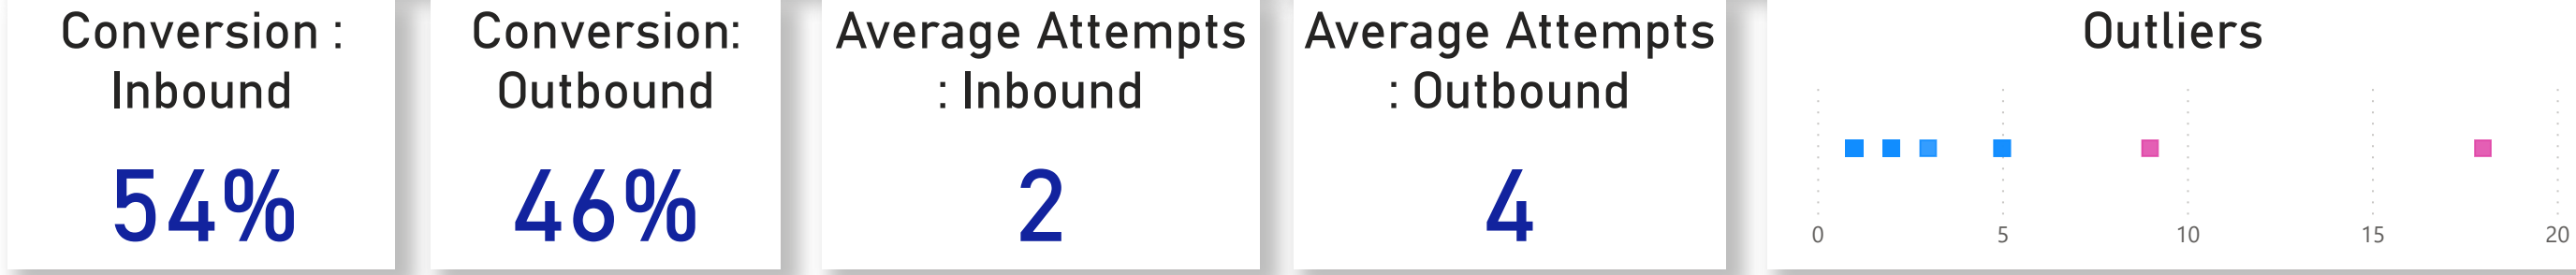 Conversion :
Inbound
54%
Conversion:
Outbound
46%
Average Attempts
: Inbound
2
Average Attempts
: Outbound
4
Outliers
0 5 10 15 20